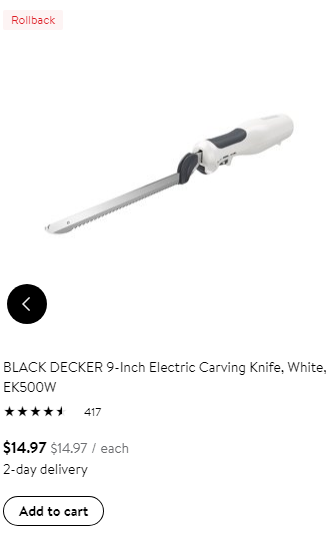 Rollback
BLACK DECKER 9-Inch Electric Carving Knife, White,
EK500W
417
$14.97 $14.97 / each
2-day delivery
Add to cart